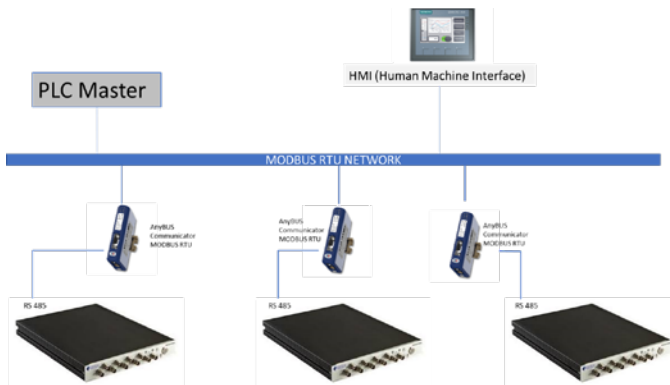 HMI (Human Machine Interface)
PLC Master
MODBUS RTU NETWORK
AnyBUS
Communicator
MODBUS RTU
AnyBUS
Communicator
MODBUS RTU
AnyBUS
Communicator
MODBUS RTU
RS 485
RS 485
RS 485